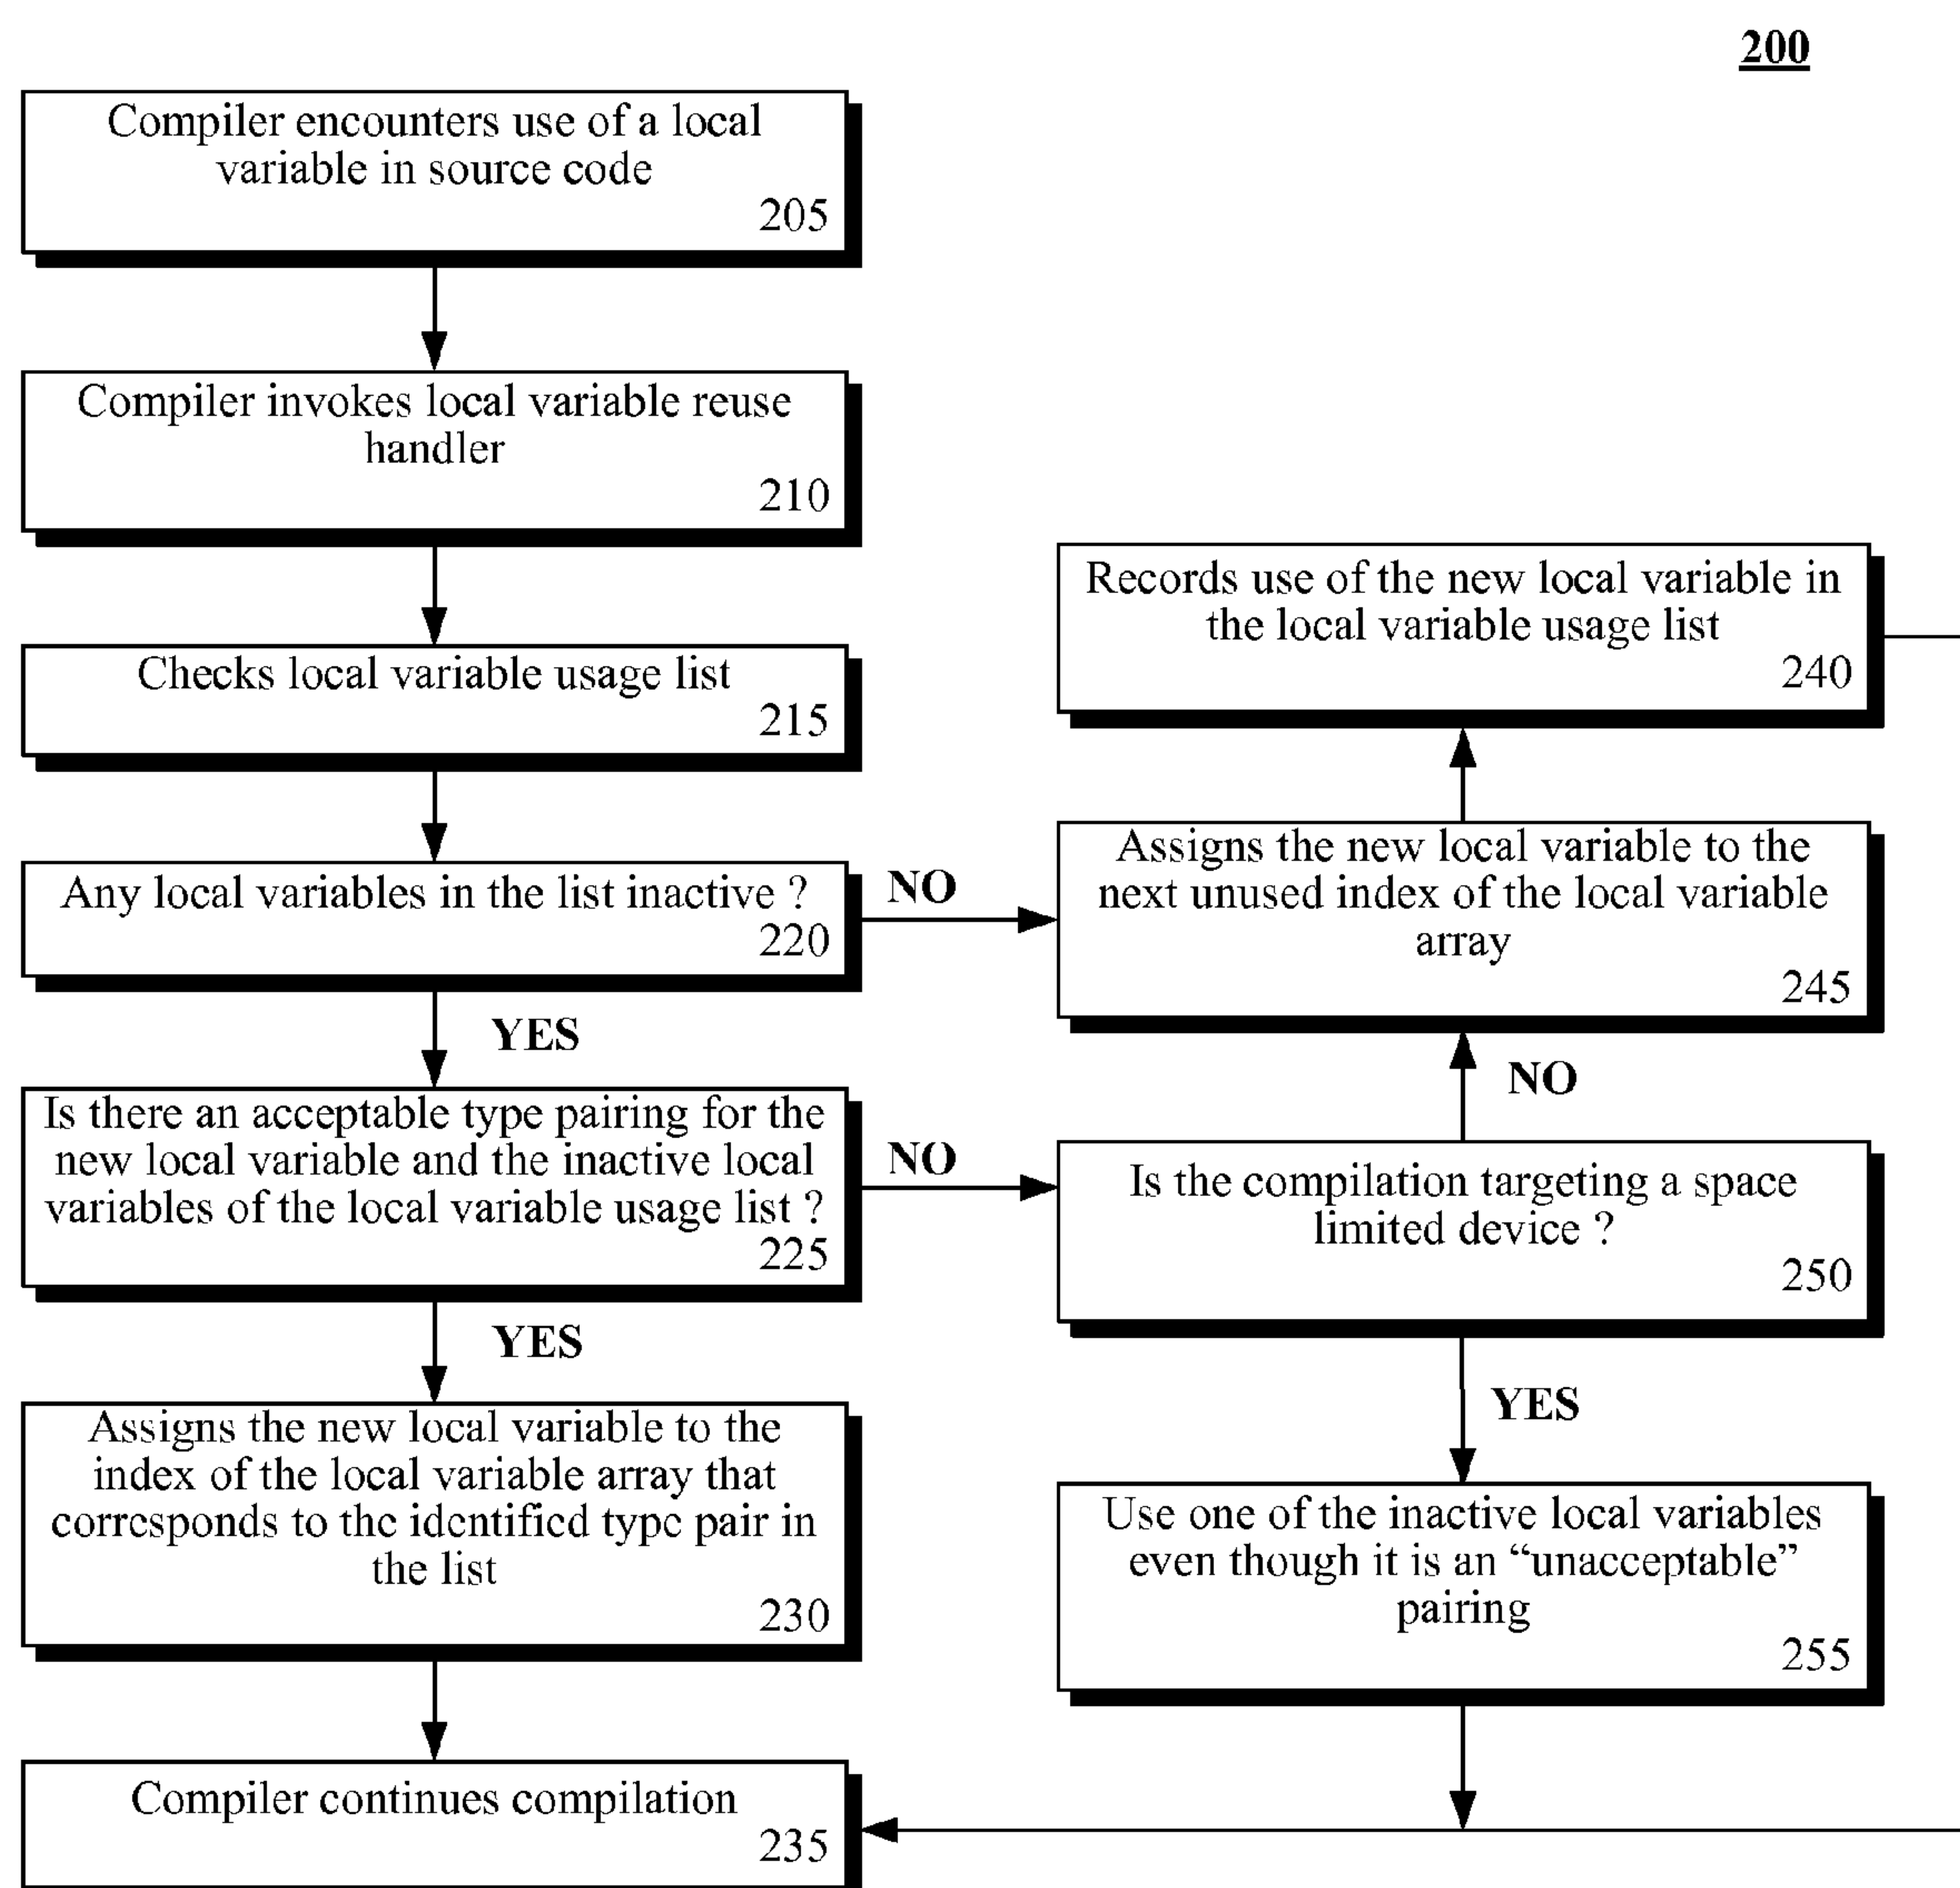 200
Compiler encounters use of a local
variable in source code
205
Compiler invokes local variable reuse
handler
210
Checks local variable usage list
215
Any local variables in the list inactive ?
220
NO
YES
Is there an acceptable type pairing for the
new local variable and the inactive local
variables of the local variable usage list ?
225
NO
YES
Assigns the new local variable to the
index of the local variable array that
corresponds to the identified type pair in
the list
230
Compiler continues compilation
235
Records use of the new local variable in
the local variable usage list
240
Assigns the new local variable to the
next unused index of the local variable
array
245
NO
Is the compilation targeting a space
limited device ?
250
YES
Use one of the inactive local variables
even though it is an “unacceptable”
pairing
255